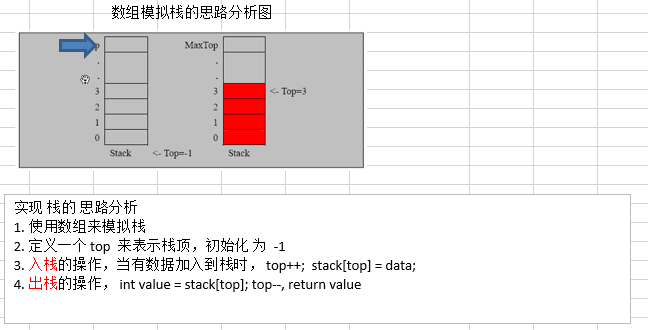 数组模拟栈的思路分析图
p MaxTop
. .
. .
3 3 <- Top=3
2 2
1 1
0 0
Stack <- Top=-1 Stack
实现 栈的 思路分析
1. 使用数组来模拟栈
2. 定义一个 top 来表示栈顶，初始化 为 -1
3. 入栈的操作，当有数据加入到栈时， top++; stack[top] = data;
4. 出栈的操作， int value = stack[top]; top--, return value